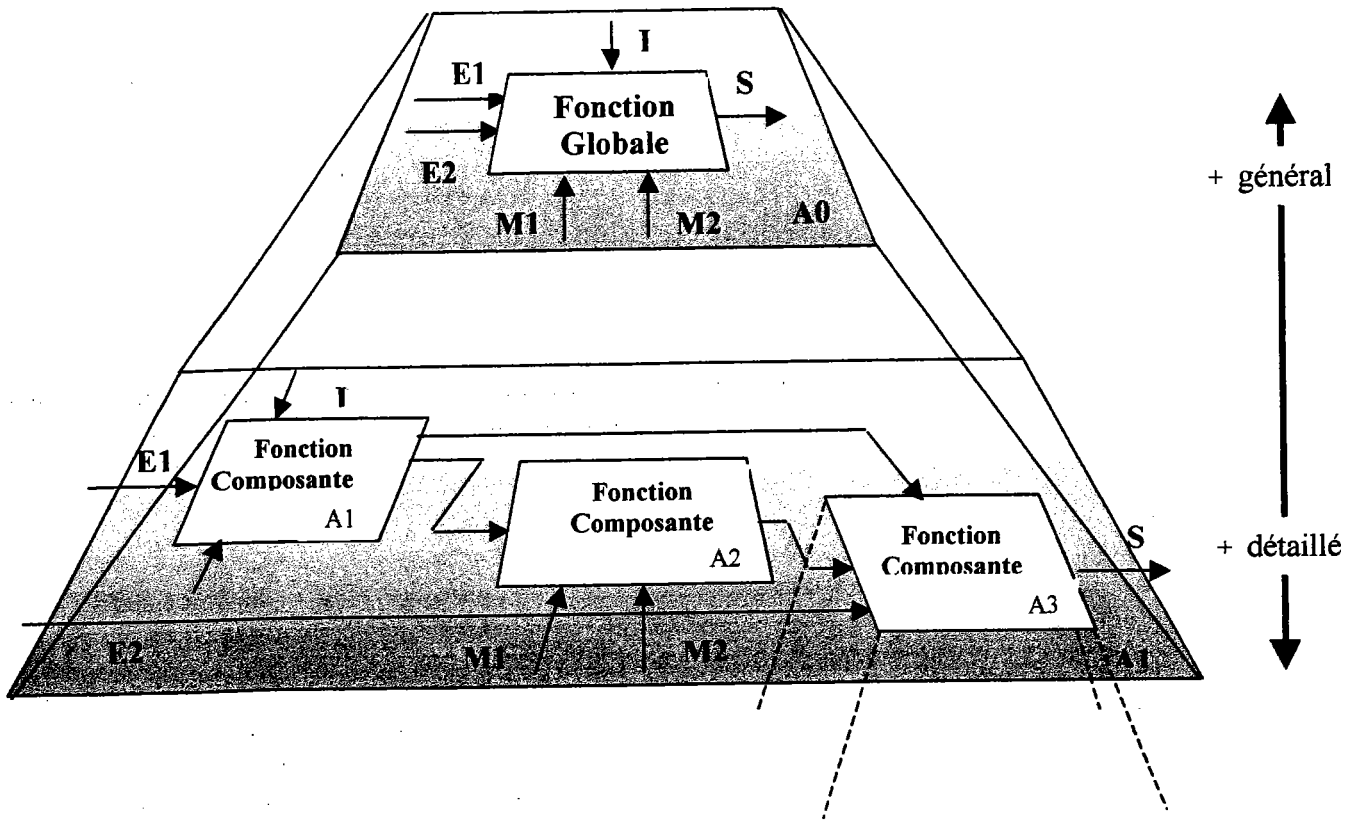 I
E1
S
Fonction
Globale
E2
M1
M2
A0
+ général
I
E1
Fonction
Composante
A1
Fonction
Composante
A2
Fonction
Composante
A3
S
+ détaillé
E2
M1
M2
A1